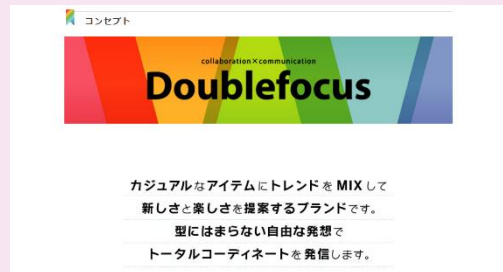 コンセプト
collaboration×communication
Doublefocus
カジュアルなアイテムにトレンドをMIXして
新しさと楽しさを提案するブランドです。
型にはまらない自由な発想で
トータルコーディネートを発信します。